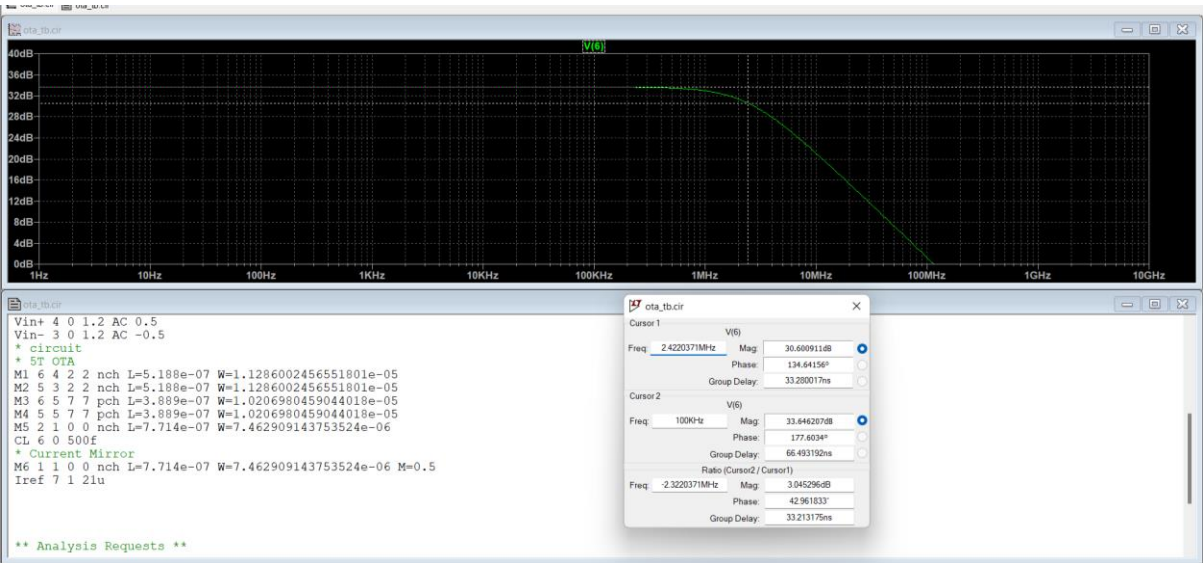 ota_tb.cir
V(6)
40dB
36dB
32dB
28dB
24dB
20dB
16dB
12dB
8dB
4dB
0dB
1Hz 10Hz 100Hz 1KHz 10KHz 100KHz 1MHz 10MHz 100MHz 1GHz 10GHz
ota_tb.cir
Vin+ 4 0 1.2 AC 0.5
Vin- 3 0 1.2 AC -0.5
* circuit
* 5T OTA
M1 6 4 2 2 nch L=5.188e-07 W=1.1286002456551801e-05
M2 5 3 2 2 nch L=5.188e-07 W=1.1286002456551801e-05
M3 6 5 7 7 pch L=3.889e-07 W=1.0206980459044018e-05
M4 5 5 7 7 pch L=3.889e-07 W=1.0206980459044018e-05
M5 2 1 0 0 nch L=7.714e-07 W=7.462909143753524e-06
CL 6 0 500f
* Current Mirror
M6 1 1 0 0 nch L=7.714e-07 W=7.462909143753524e-06 M=0.5
Iref 7 1 21u
** Analysis Requests **
ota_tb.cir
Cursor 1
V(6)
Freq: 2.4220371MHz Mag: 30.600911dB
Phase: 134.64156°
Group Delay: 33.280017ns
Cursor 2
V(6)
Freq: 100KHz Mag: 33.646207dB
Phase: 177.6034°
Group Delay: 66.493192ns
Ratio (Cursor2 / Cursor1)
Freq: -2.3220371MHz Mag: 3.045296dB
Phase: 42.961833°
Group Delay: 33.213175ns